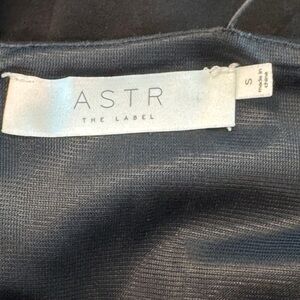 ASTR
THE LABEL
S
made in
china